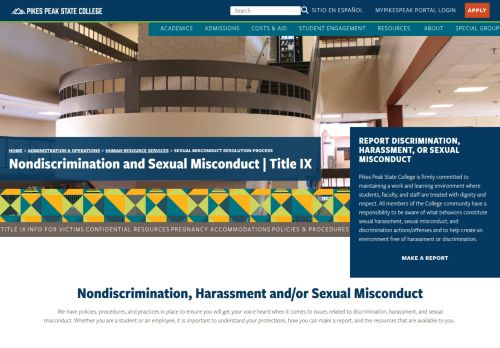 PIKES PEAK STATE COLLEGE
Search
SITIO EN ESPAÑOL
MYPIKESPEAK PORTAL LOGIN
APPLY
ACADEMICS ADMISSIONS COSTS & AID STUDENT ENGAGEMENT RESOURCES ABOUT SPECIAL GROUPS
HOME > ADMINISTRATION & OPERATIONS > HUMAN RESOURCE SERVICES > SEXUAL MISCONDUCT RESOLUTION PROCESS
Nondiscrimination and Sexual Misconduct | Title IX
TITLE IX INFO FOR VICTIMS CONFIDENTIAL RESOURCES PREGNANCY ACCOMMODATIONS POLICIES & PROCEDURES
REPORT DISCRIMINATION,
HARASSMENT, OR SEXUAL
MISCONDUCT
Pikes Peak State College is firmly committed to
maintaining a work and learning environment where
students, faculty, and staff are treated with dignity and
respect. All members of the College community have a
responsibility to be aware of what behaviors constitute
sexual harassment, sexual misconduct, and
discrimination actions/offenses and to help create an
environment free of harassment or discrimination.
MAKE A REPORT
Nondiscrimination, Harassment and/or Sexual Misconduct
We have policies, procedures, and practices in place to ensure you will get your voice heard when it comes to issues related to discrimination, harassment, and sexual
misconduct. Whether you are a student or an employee, it is important to understand your protections, how you can make a report, and the resources that are available to you.